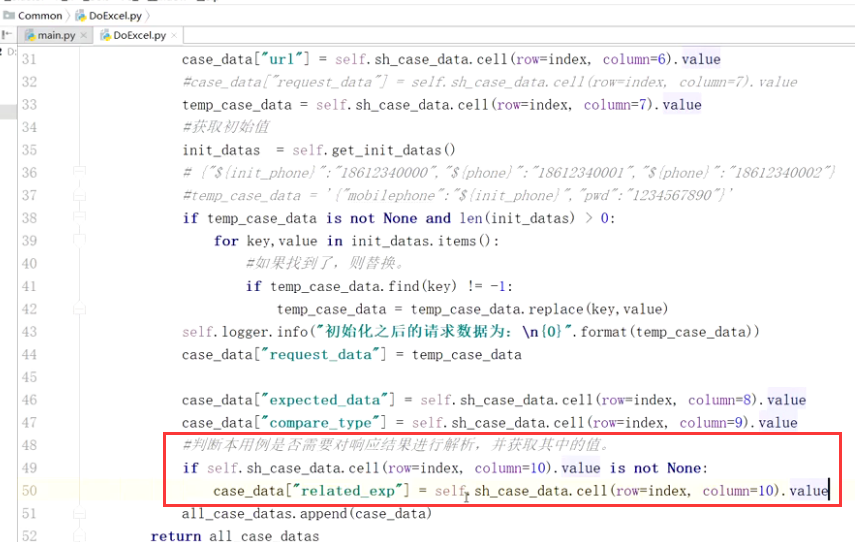 Common DoExcel.py
main.py DoExcel.py
31 case_data["url"] = self.sh_case_data.cell(row=index, column=6).value
32 #case_data["request_data"] = self.sh_case_data.cell(row=index, column=7).value
33 temp_case_data = self.sh_case_data.cell(row=index, column=7).value
34 #获取初始值
35 init_datas = self.get_init_datas()
36 # {"${init_phone}":"18612340000","${phone}":"18612340001","${phone}":"18612340002"}
37 #temp_case_data = '{"mobilephone":"${init_phone}","pwd":"1234567890"}'
38 if temp_case_data is not None and len(init_datas) > 0:
39 for key,value in init_datas.items():
40 #如果找到了，则替换。
41 if temp_case_data.find(key) != -1:
42 temp_case_data = temp_case_data.replace(key,value)
43 self.logger.info("初始化之后的请求数据为：\n{0}".format(temp_case_data))
44 case_data["request_data"] = temp_case_data
45
46 case_data["expected_data"] = self.sh_case_data.cell(row=index, column=8).value
47 case_data["compare_type"] = self.sh_case_data.cell(row=index, column=9).value
48 #判断本用例是否需要对响应结果进行解析，并获取其中的值。
49 if self.sh_case_data.cell(row=index, column=10).value is not None:
50 case_data["related_exp"] = self.sh_case_data.cell(row=index, column=10).value
51 all_case_datas.append(case_data)
52 return all_case_datas